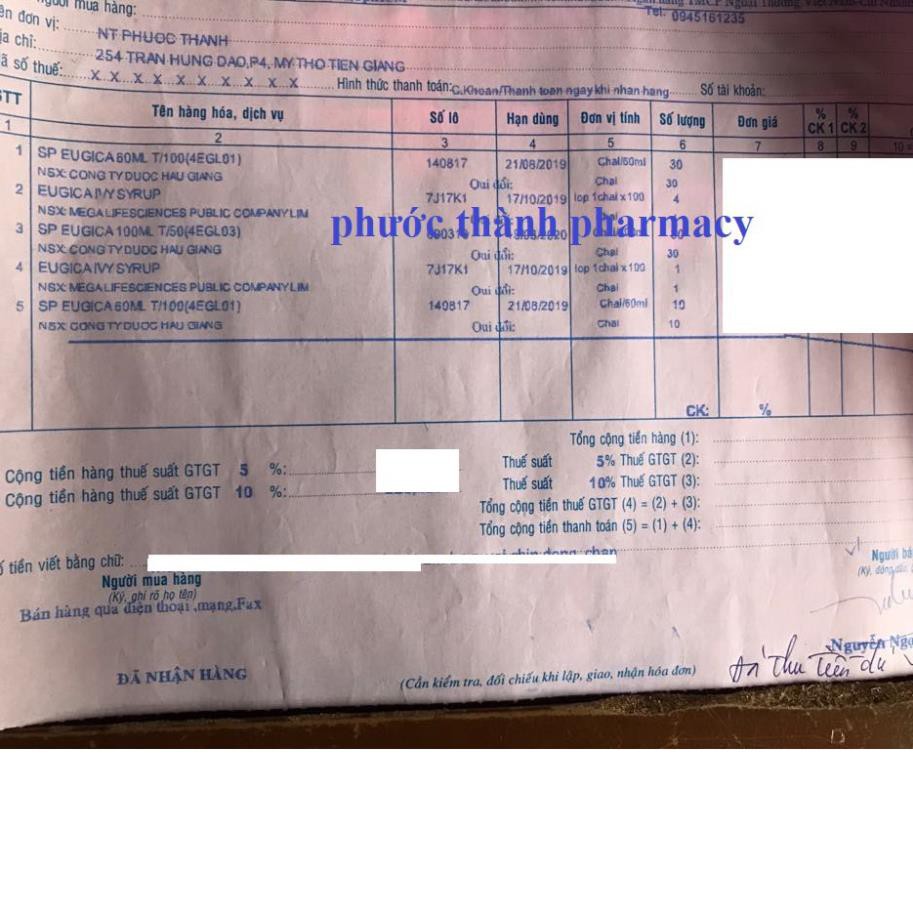 mua hàng:
Tel: 0945161235
đơn vị: NT PHUOC THANH
địa chỉ: 254 TRAN HUNG DAO,P4, MY THO TIEN GIANG
số thuế: X X X X X X X X X X Hình thức thanh toán: C.Khoan/Thanh toan ngay khi nhan hang Số tài khoản:
STT Tên hàng hóa, dịch vụ Số lô Hạn dùng Đơn vị tính Số lượng Đơn giá % CK 1 % CK 2
1 2 3 4 5 6 7 8 9 10
1 SP EUGICA 60ML T/100(4EGL01) 140817 21/08/2019 Chai/60ml 30
NSX: CONG TY DUOC HAU GIANG Qui đổi: Chai 30
2 EUGICA IVY SYRUP 7J17K1 17/10/2019 lop 1chai x 100 4
NSX: MEGA LIFESCIENCES PUBLIC COMPANY LIM
phước thành pharmacy
3 SP EUGICA 100ML T/50(4EGL03)
NSX: CONG TY DUOC HAU GIANG Qui đổi: Chai 30
4 EUGICA IVY SYRUP 7J17K1 17/10/2019 lop 1chai x 100 1
NSX: MEGA LIFESCIENCES PUBLIC COMPANY LIM Qui đổi: Chai 1
5 SP EUGICA 60ML T/100(4EGL01) 140817 21/08/2019 Chai/60ml 10
NSX: CONG TY DUOC HAU GIANG Qui đổi: Chai 10
CK: %
Tổng cộng tiền hàng (1):
Cộng tiền hàng thuế suất GTGT 5 %: Thuế suất 5% Thuế GTGT (2):
Cộng tiền hàng thuế suất GTGT 10 %: Thuế suất 10% Thuế GTGT (3):
Tổng cộng tiền thuế GTGT (4) = (2) + (3):
Tổng cộng tiền thanh toán (5) = (1) + (4):
tiền viết bằng chữ: chin dong chan
Người mua hàng Người
(Ký, ghi rõ họ tên) (Ký, đóng
Bán hàng qua điện thoại ,mạng,Fax
Nguyễn
ĐÃ NHẬN HÀNG (Cần kiểm tra, đối chiếu khi lập, giao, nhận hóa đơn) đã thu tiền đủ